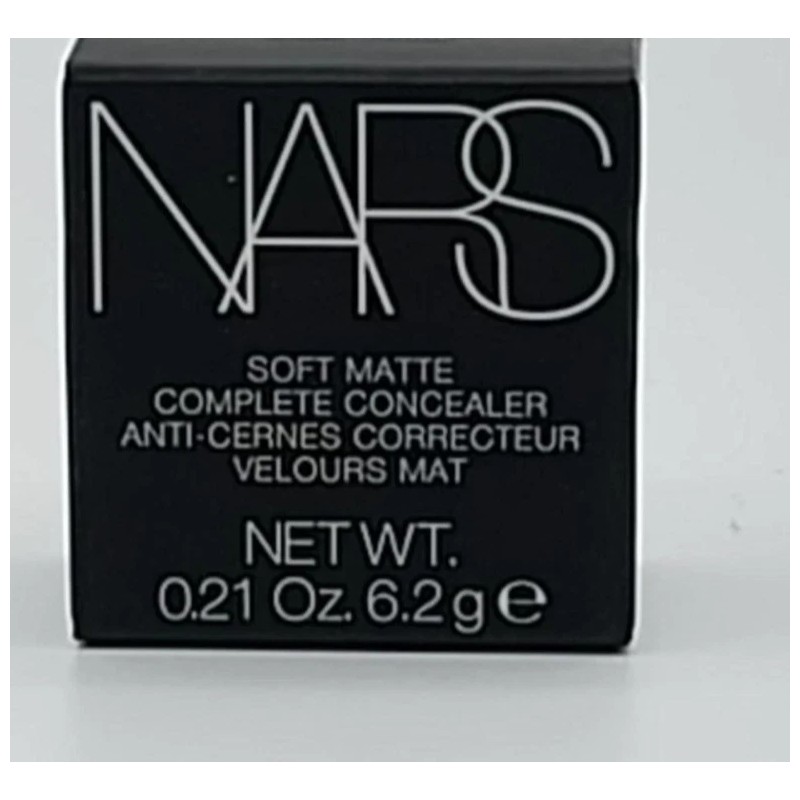 NARS
SOFT MATTE
COMPLETE CONCEALER
ANTI-CERNES CORRECTEUR
VELOURS MAT
NET WT.
0.21 Oz. 6.2 g ℮